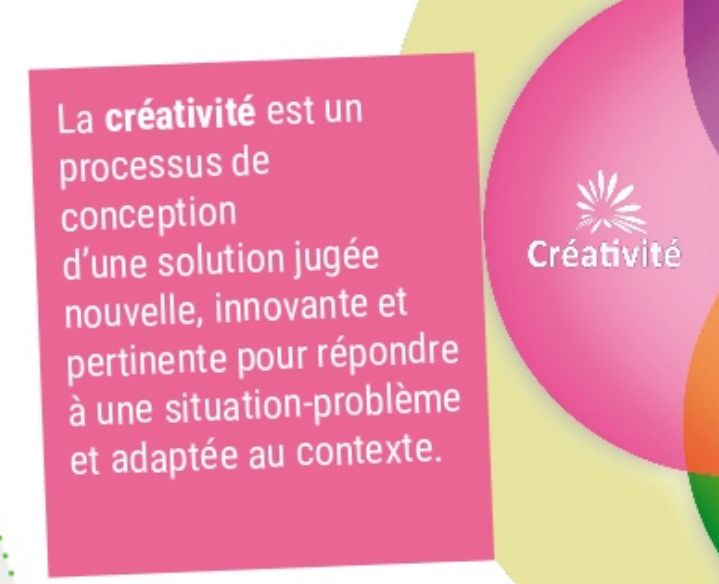 La créativité est un
processus de
conception
d'une solution jugée
nouvelle, innovante et
pertinente pour répondre
à une situation-problème
et adaptée au contexte.
Créativité